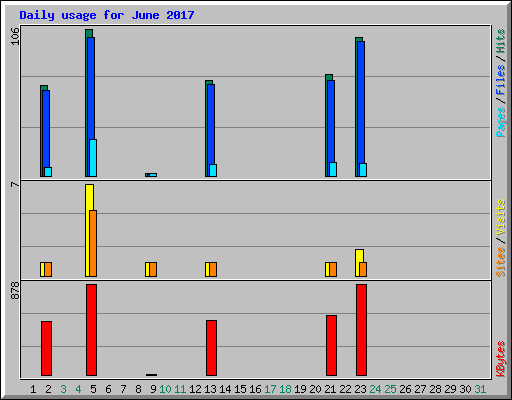 Daily usage for June 2017
106
Pages/Files/Hits
7
Sites/Visits
878
KBytes
1 2 3 4 5 6 7 8 9 10 11 12 13 14 15 16 17 18 19 20 21 22 23 24 25 26 27 28 29 30 31